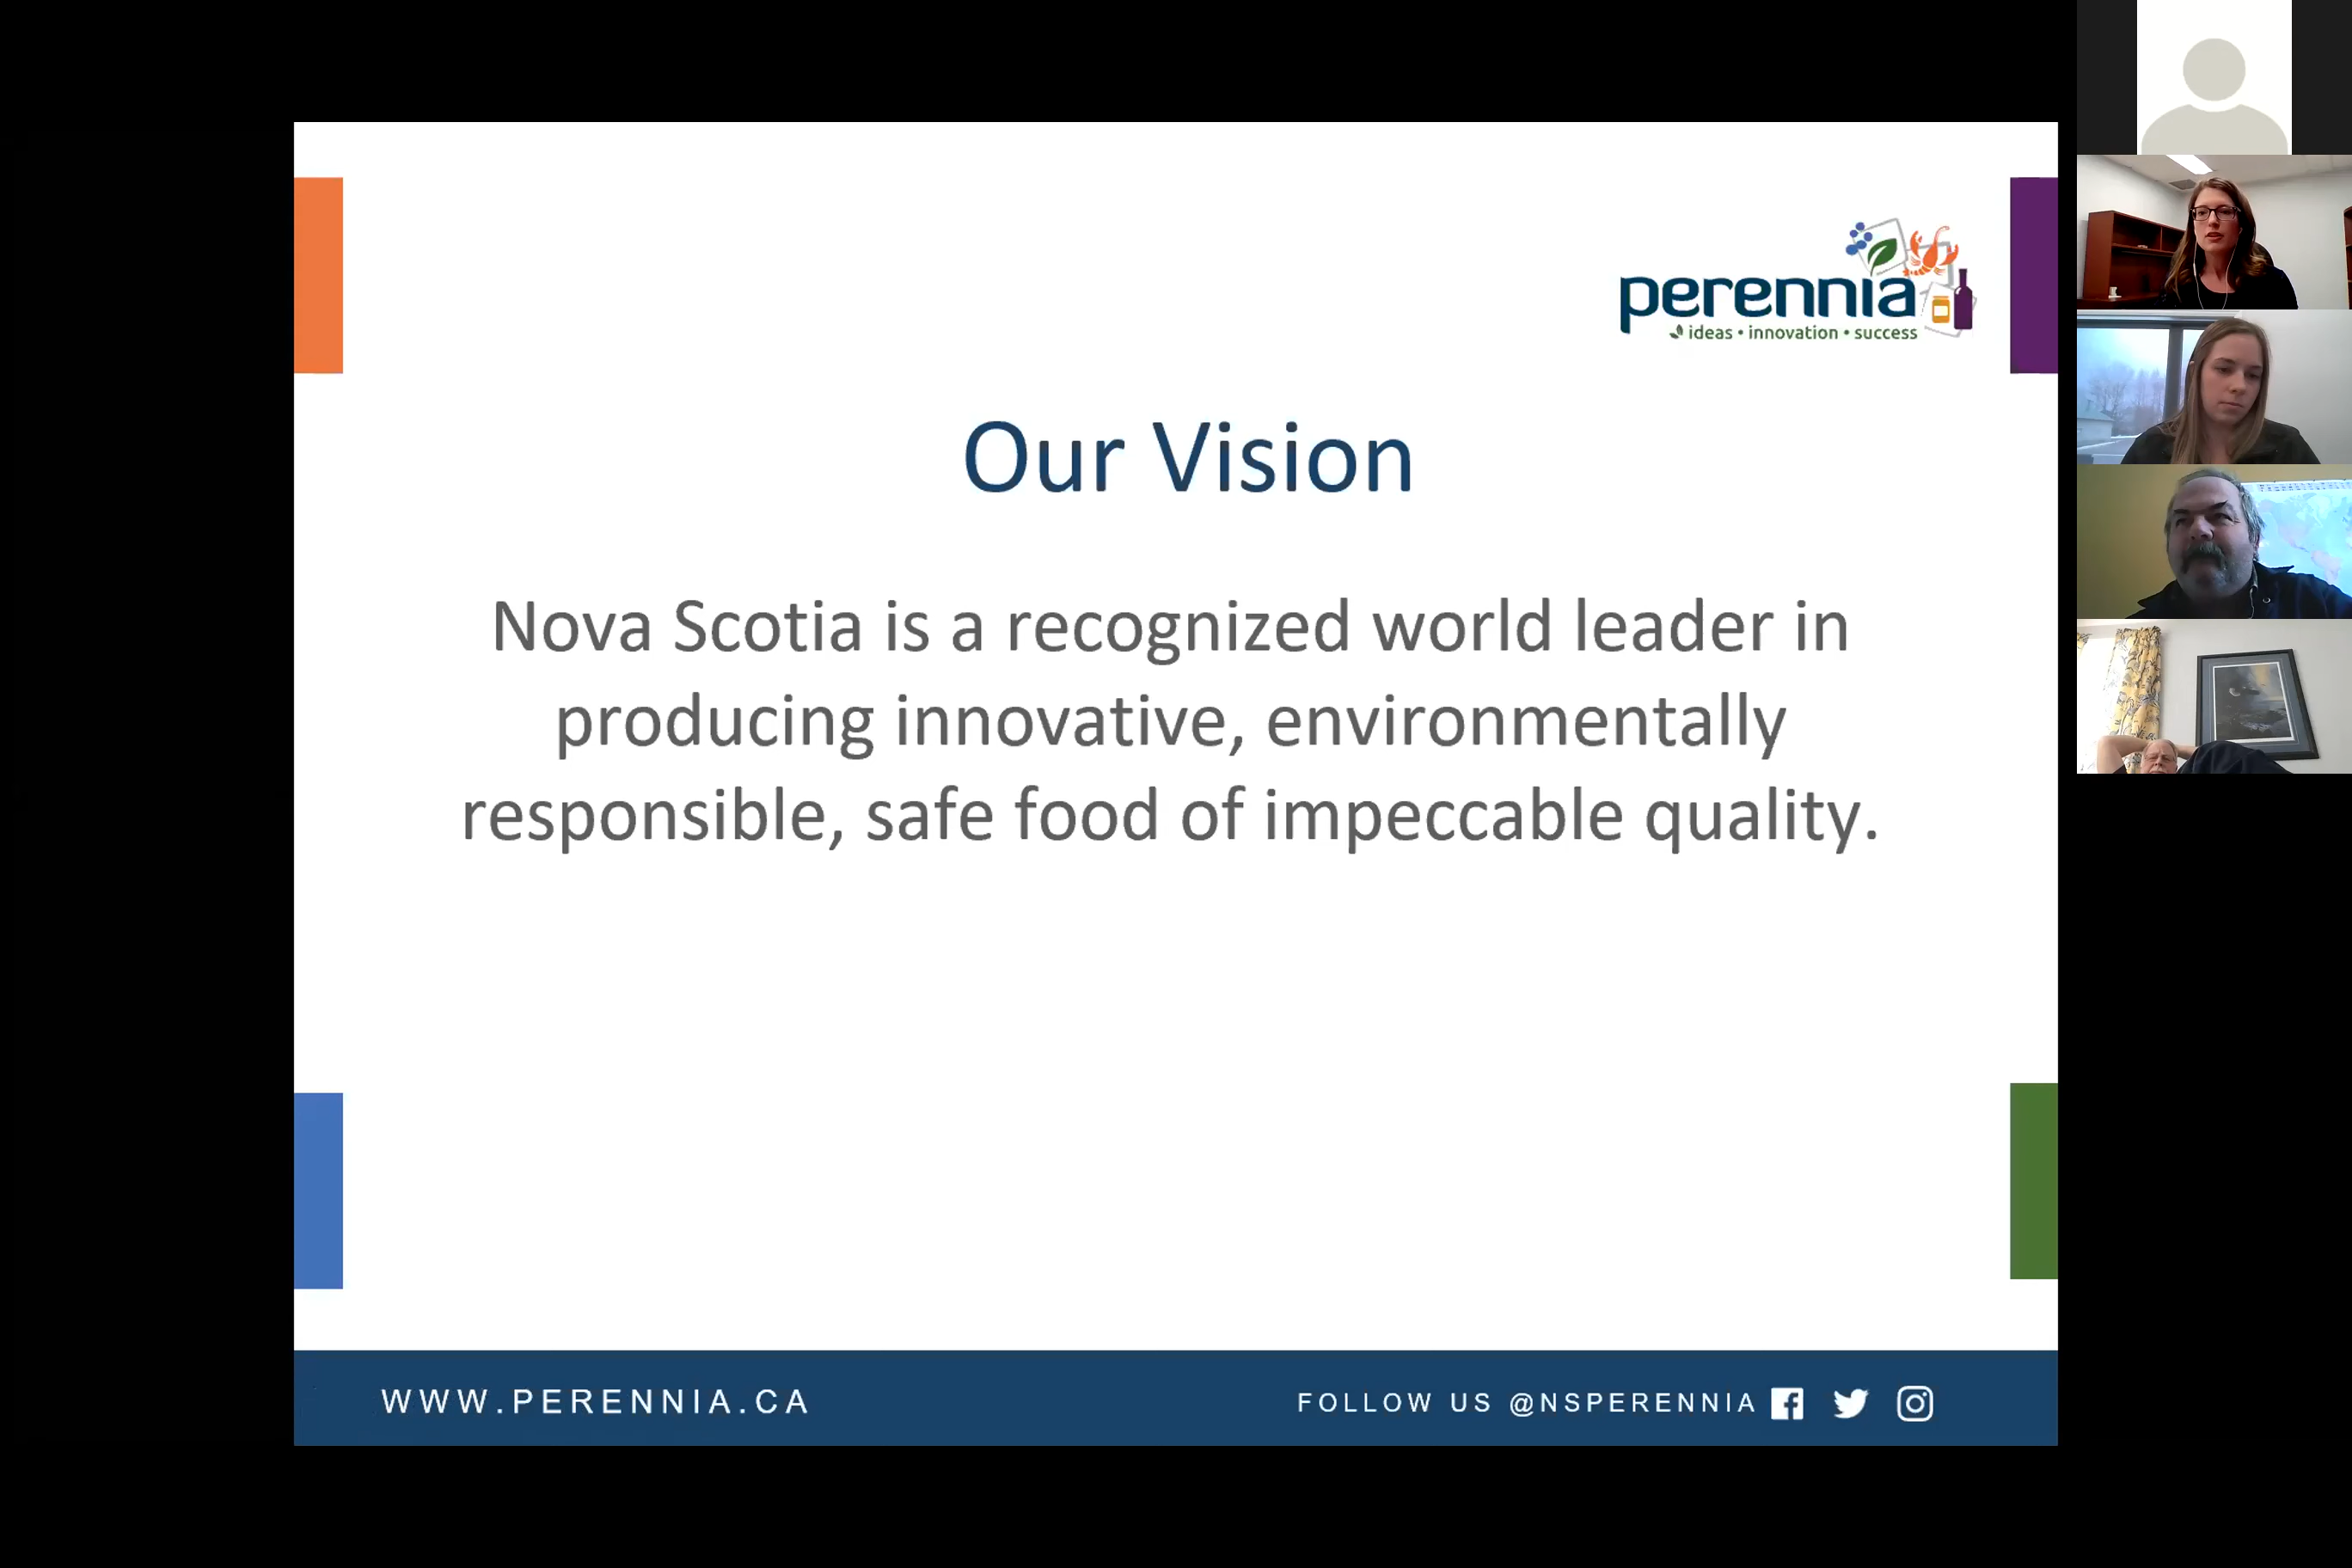 perennia
ideas • innovation • success
Our Vision
Nova Scotia is a recognized world leader in
producing innovative, environmentally
responsible, safe food of impeccable quality.
WWW.PERENNIA.CA
FOLLOW US @NSPERENNIA